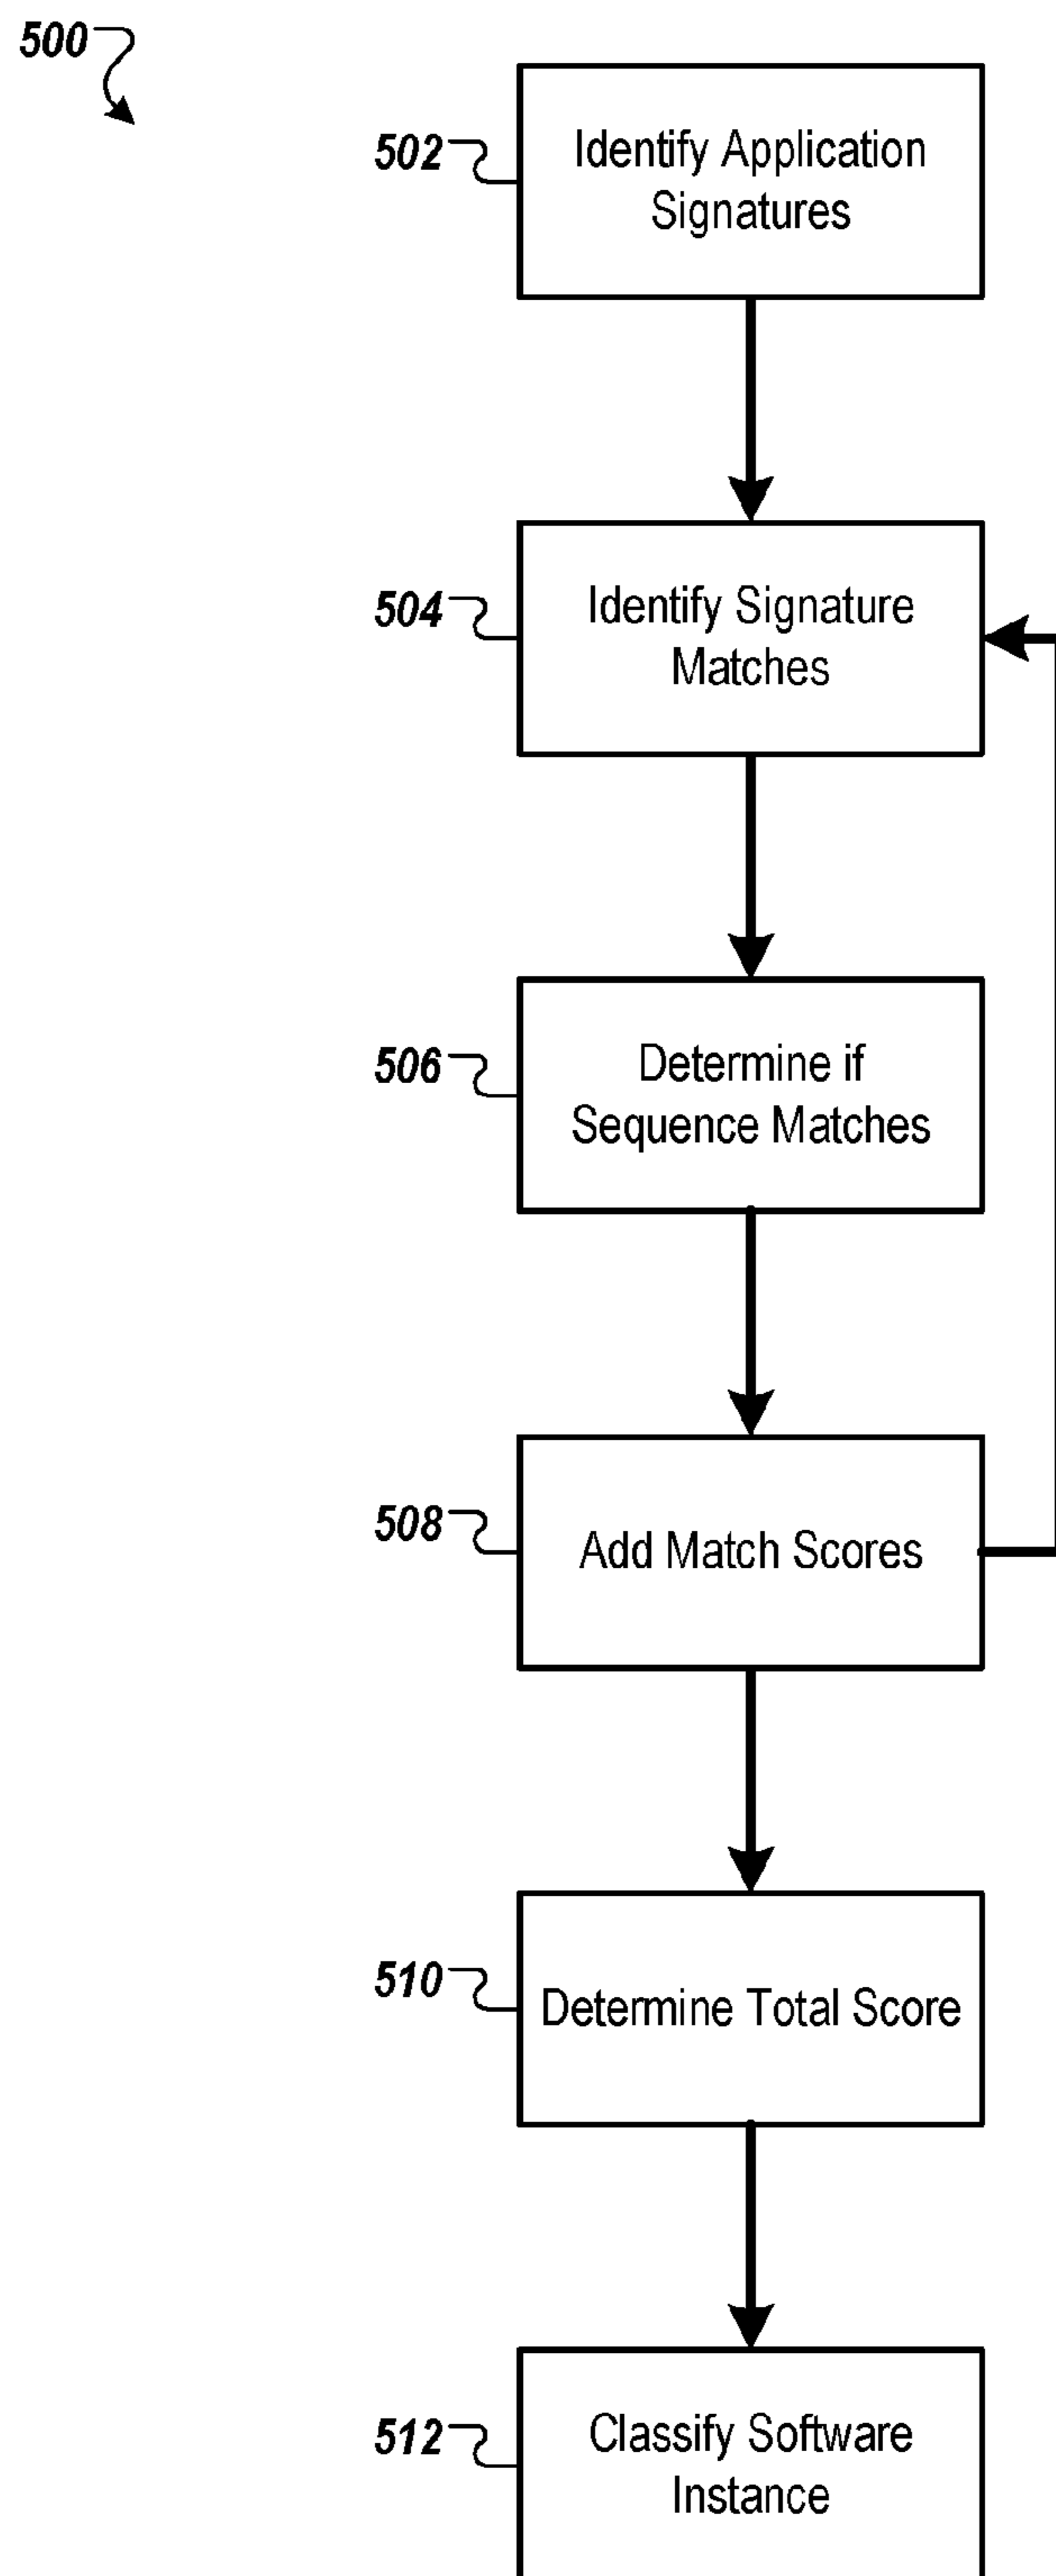 500
502
Identify Application
Signatures
504
Identify Signature
Matches
506
Determine if
Sequence Matches
508
Add Match Scores
510
Determine Total Score
512
Classify Software
Instance